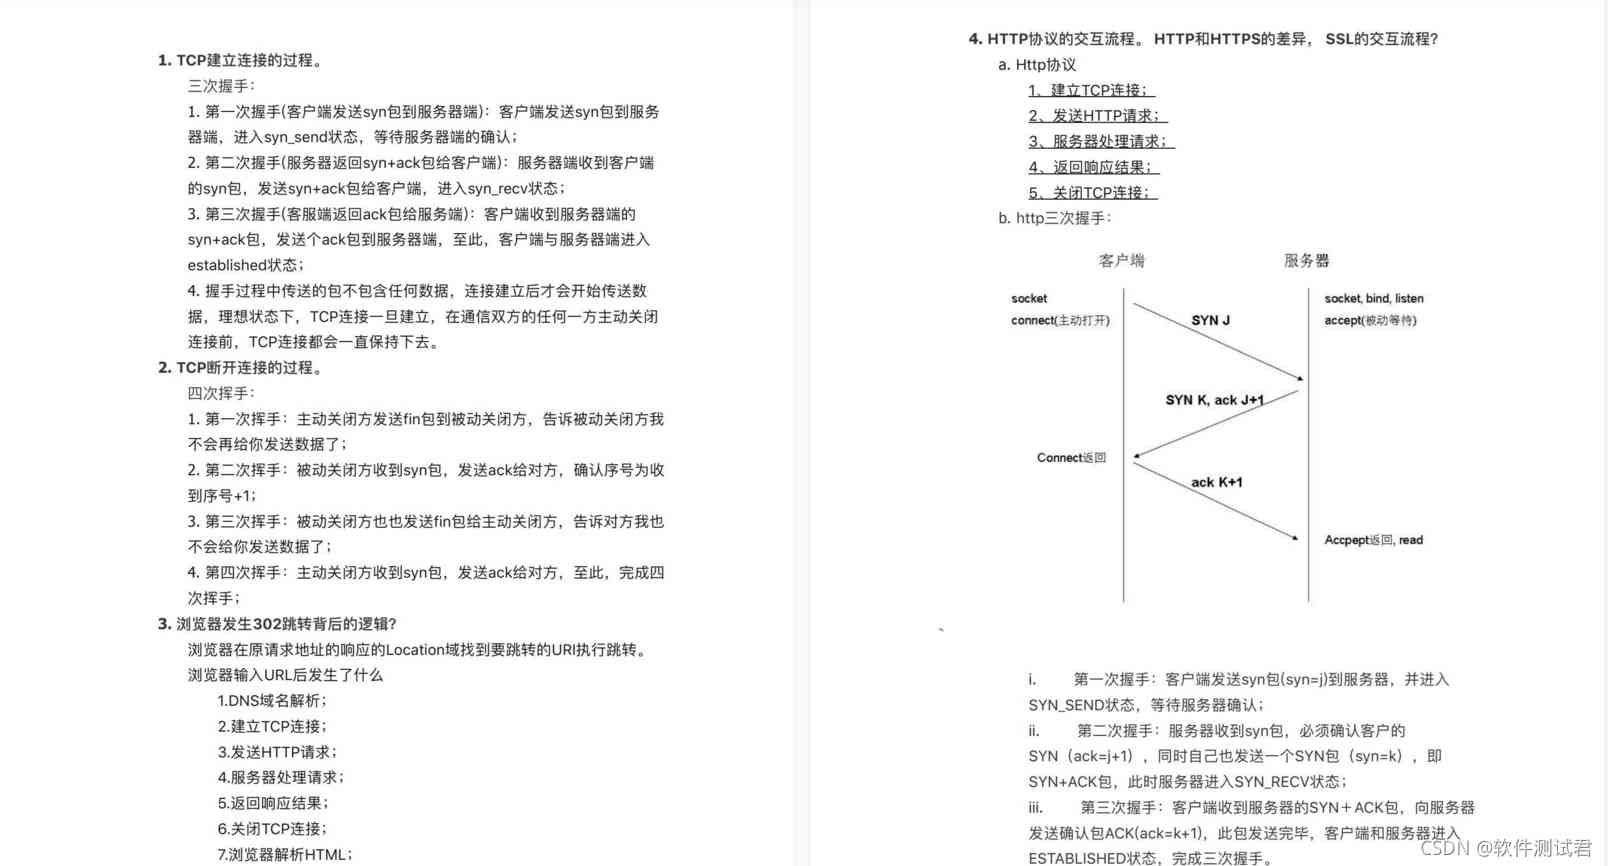 1. TCP建立连接的过程。
三次握手：
1. 第一次握手(客户端发送syn包到服务器端)：客户端发送syn包到服务
器端，进入syn_send状态，等待服务器端的确认；
2. 第二次握手(服务器返回syn+ack包给客户端)：服务器端收到客户端
的syn包，发送syn+ack包给客户端，进入syn_recv状态；
3. 第三次握手(客服端返回ack包给服务端)：客户端收到服务器端的
syn+ack包，发送个ack包到服务器端，至此，客户端与服务器端进入
established状态；
4. 握手过程中传送的包不包含任何数据，连接建立后才会开始传送数
据，理想状态下，TCP连接一旦建立，在通信双方的任何一方主动关闭
连接前，TCP连接都会一直保持下去。
2. TCP断开连接的过程。
四次挥手：
1. 第一次挥手：主动关闭方发送fin包到被动关闭方，告诉被动关闭方我
不会再给你发送数据了；
2. 第二次挥手：被动关闭方收到syn包，发送ack给对方，确认序号为收
到序号+1；
3. 第三次挥手：被动关闭方也也发送fin包给主动关闭方，告诉对方我也
不会给你发送数据了；
4. 第四次挥手：主动关闭方收到syn包，发送ack给对方，至此，完成四
次挥手；
3. 浏览器发生302跳转背后的逻辑？
浏览器在原请求地址的响应的Location域找到要跳转的URI执行跳转。
浏览器输入URL后发生了什么
1.DNS域名解析；
2.建立TCP连接；
3.发送HTTP请求；
4.服务器处理请求；
5.返回响应结果；
6.关闭TCP连接；
7.浏览器解析HTML；
4. HTTP协议的交互流程。 HTTP和HTTPS的差异， SSL的交互流程？
a. Http协议
1、建立TCP连接；
2、发送HTTP请求；
3、服务器处理请求；
4、返回响应结果；
5、关闭TCP连接；
b. http三次握手：
客户端
服务器
socket
connect(主动打开)
socket, bind, listen
accept(被动等待)
SYN J
SYN K, ack J+1
Connect返回
ack K+1
Accpept返回, read
i. 第一次握手：客户端发送syn包(syn=j)到服务器，并进入
SYN_SEND状态，等待服务器确认；
ii. 第二次握手：服务器收到syn包，必须确认客户的
SYN（ack=j+1），同时自己也发送一个SYN包（syn=k），即
SYN+ACK包，此时服务器进入SYN_RECV状态；
iii. 第三次握手：客户端收到服务器的SYN＋ACK包，向服务器
发送确认包ACK(ack=k+1)，此包发送完毕，客户端和服务器进入
ESTABLISHED状态，完成三次握手。
CSDN @软件测试君